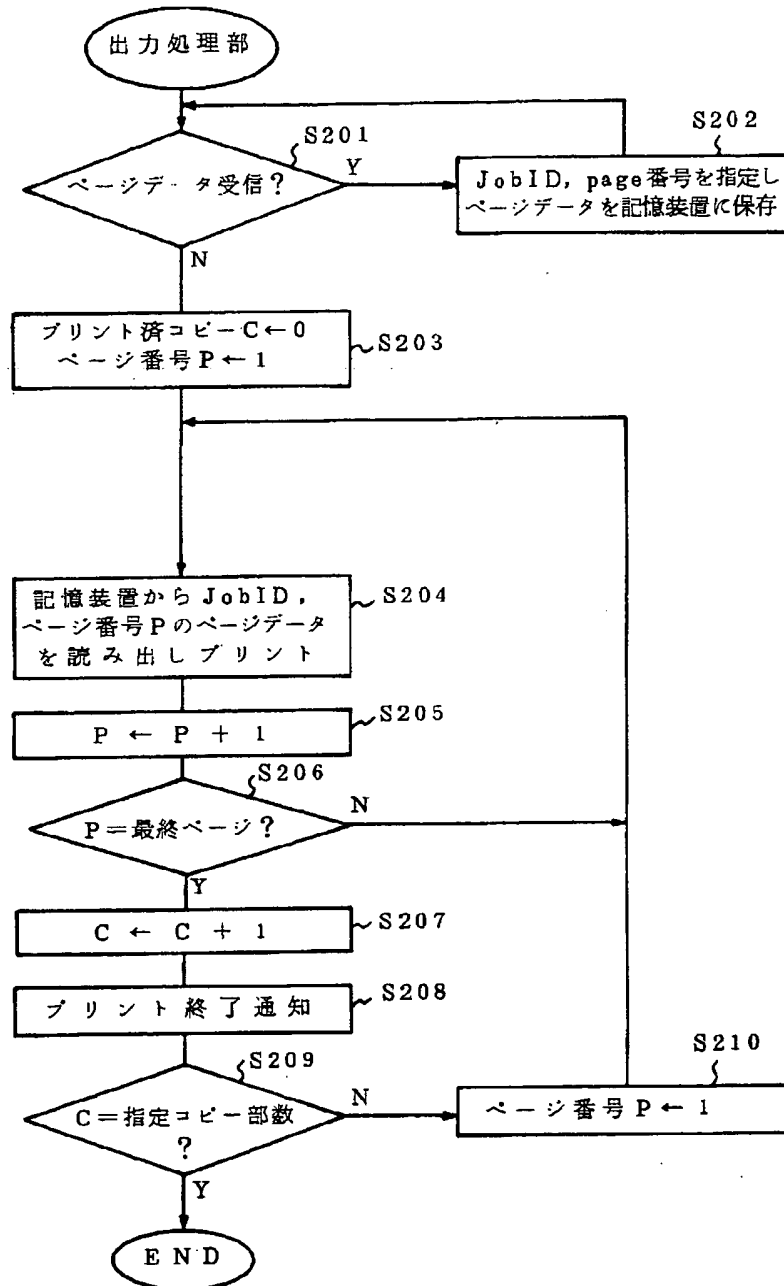 出力処理部
S201
ページデータ受信?
Y
N
S202
JobID, page番号を指定し
ページデータを記憶装置に保存
プリント済コピーC←0
ページ番号P←1
S203
記憶装置からJobID,
ページ番号Pのページデータ
を読み出しプリント
S204
P ← P + 1
S205
S206
P=最終ページ?
N
Y
C ← C + 1
S207
プリント終了通知
S208
S209
C=指定コピー部数
?
N
Y
S210
ページ番号P←1
END